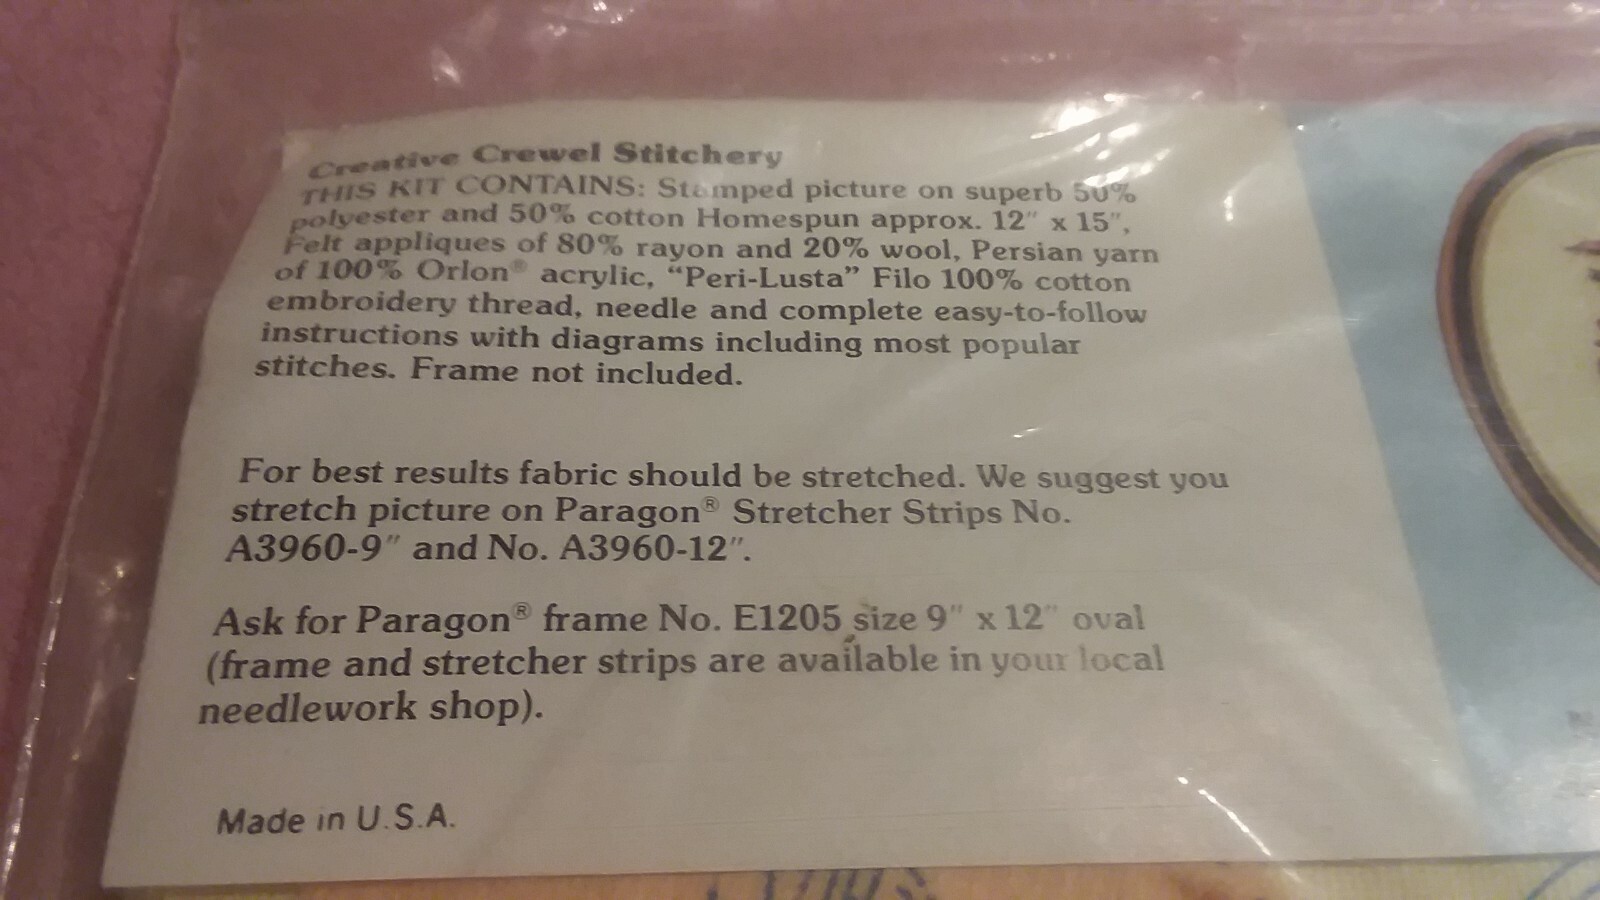 Creative Crewel Stitchery
THIS KIT CONTAINS: Stamped picture on superb 50%
polyester and 50% cotton Homespun approx. 12" x 15",
Felt appliques of 80% rayon and 20% wool, Persian yarn
of 100% Orlon® acrylic, “Peri-Lusta” Filo 100% cotton
embroidery thread, needle and complete easy-to-follow
instructions with diagrams including most popular
stitches. Frame not included.
For best results fabric should be stretched. We suggest you
stretch picture on Paragon® Stretcher Strips No.
A3960-9" and No. A3960-12".
Ask for Paragon® frame No. E1205 size 9" x 12" oval
(frame and stretcher strips are available in your local
needlework shop).
Made in U.S.A.